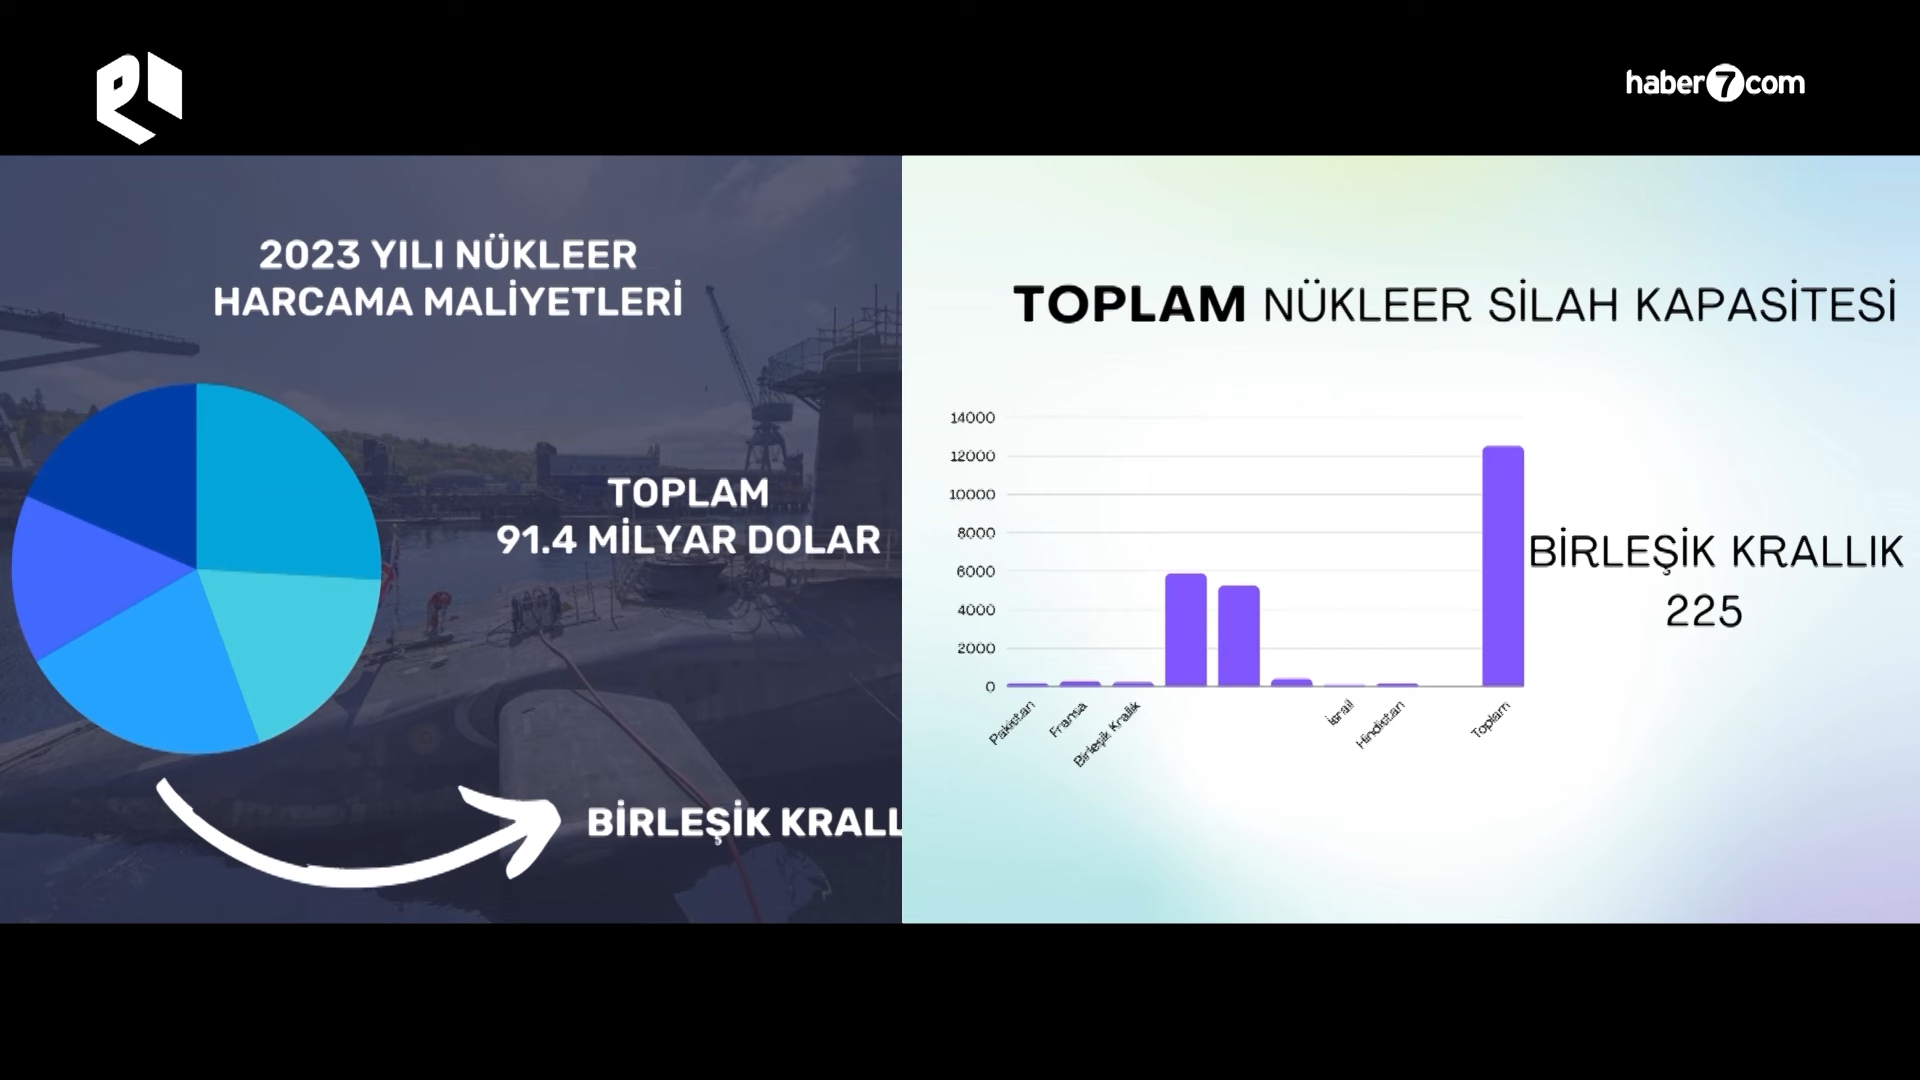 haber7com
2023 YILI NÜKLEER
HARCAMA MALİYETLERİ
TOPLAM
91.4 MİLYAR DOLAR
BİRLEŞİK KRALL
TOPLAM NÜKLEER SİLAH KAPASİTESİ
14000
12000
10000
8000
6000
4000
2000
0
Pakistan
Fransa
Birleşik Krallık
İsrail
Hindistan
Toplam
BİRLEŞİK KRALLIK
225